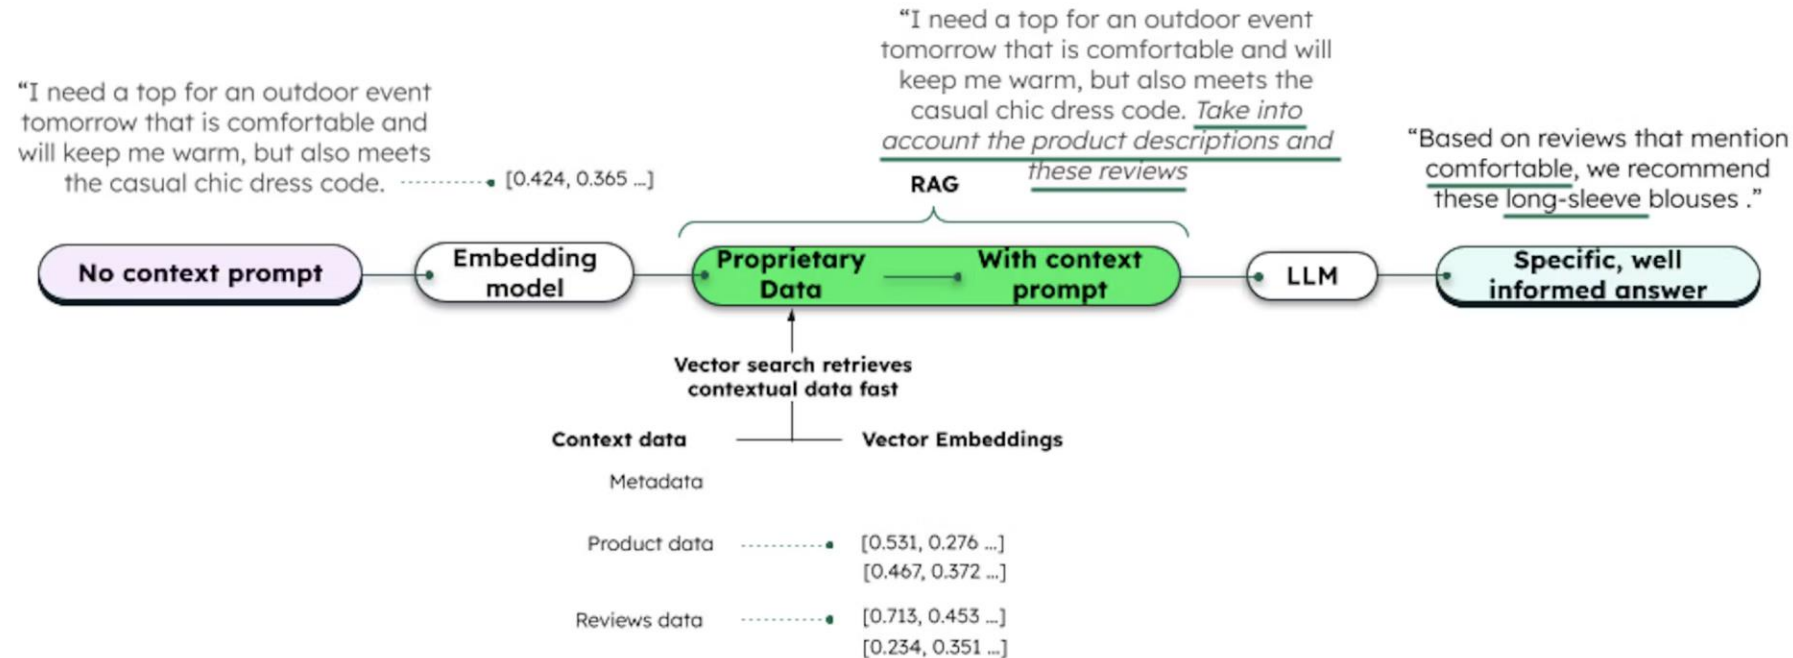 “I need a top for an outdoor event
tomorrow that is comfortable and
will keep me warm, but also meets
the casual chic dress code.
[0.424, 0.365 ...]
“I need a top for an outdoor event
tomorrow that is comfortable and will
keep me warm, but also meets the
casual chic dress code. Take into
account the product descriptions and
these reviews
RAG
“Based on reviews that mention
comfortable, we recommend
these long-sleeve blouses .”
No context prompt
Embedding
model
Proprietary
Data
With context
prompt
LLM
Specific, well
informed answer
Vector search retrieves
contextual data fast
Context data
Vector Embeddings
Metadata
Product data
[0.531, 0.276 ...]
[0.467, 0.372 ...]
Reviews data
[0.713, 0.453 ...]
[0.234, 0.351 ...]